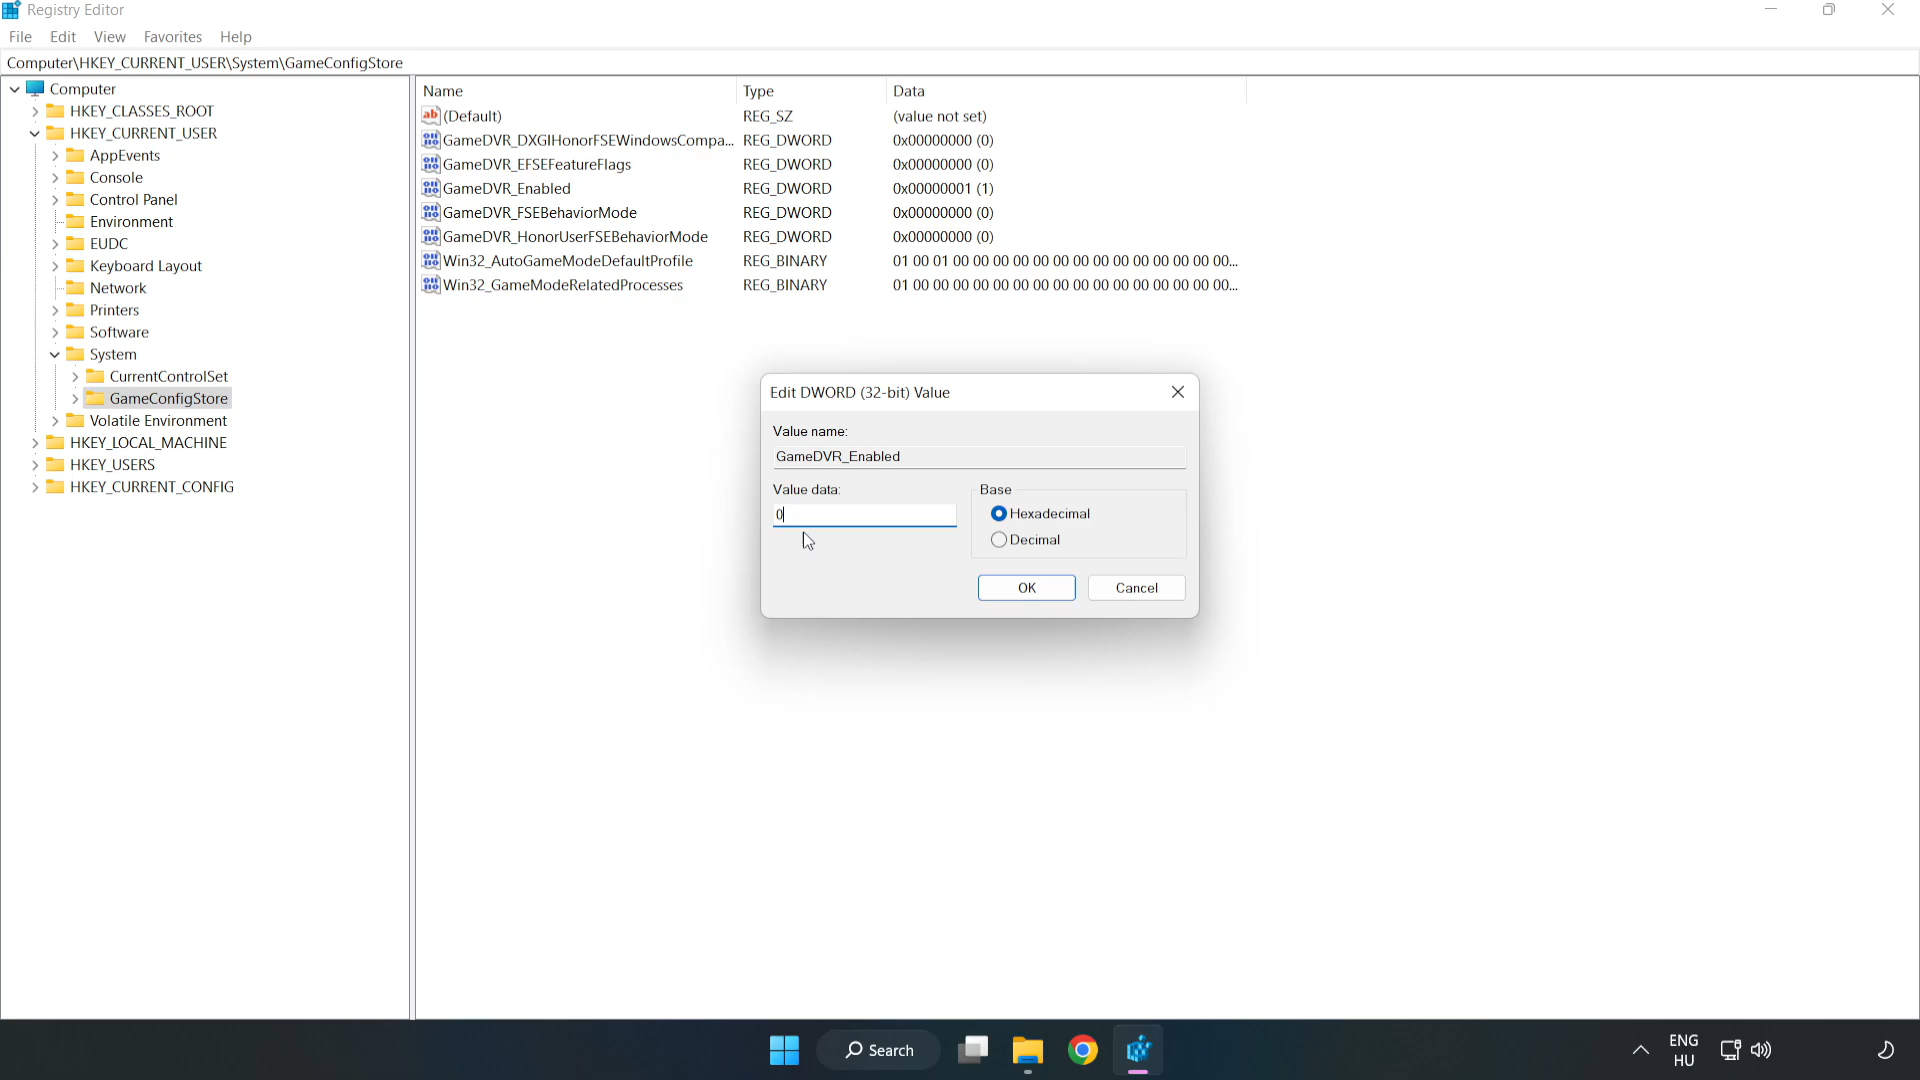 Registry Editor
File Edit View Favorites Help
Computer\HKEY_CURRENT_USER\System\GameConfigStore
Computer
HKEY_CLASSES_ROOT
HKEY_CURRENT_USER
AppEvents
Console
Control Panel
Environment
EUDC
Keyboard Layout
Network
Printers
Software
System
CurrentControlSet
GameConfigStore
Volatile Environment
HKEY_LOCAL_MACHINE
HKEY_USERS
HKEY_CURRENT_CONFIG
Name Type Data
(Default) REG_SZ (value not set)
GameDVR_DXGIHonorFSEWindowsCompa... REG_DWORD 0x00000000 (0)
GameDVR_EFSEFeatureFlags REG_DWORD 0x00000000 (0)
GameDVR_Enabled REG_DWORD 0x00000001 (1)
GameDVR_FSEBehaviorMode REG_DWORD 0x00000000 (0)
GameDVR_HonorUserFSEBehaviorMode REG_DWORD 0x00000000 (0)
Win32_AutoGameModeDefaultProfile REG_BINARY 01 00 01 00 00 00 00 00 00 00 00 00 00 00 00 00 00...
Win32_GameModeRelatedProcesses REG_BINARY 01 00 00 00 00 00 00 00 00 00 00 00 00 00 00 00 00...
Edit DWORD (32-bit) Value
Value name:
GameDVR_Enabled
Value data:
0
Base
Hexadecimal
Decimal
OK Cancel
Search
ENG
HU